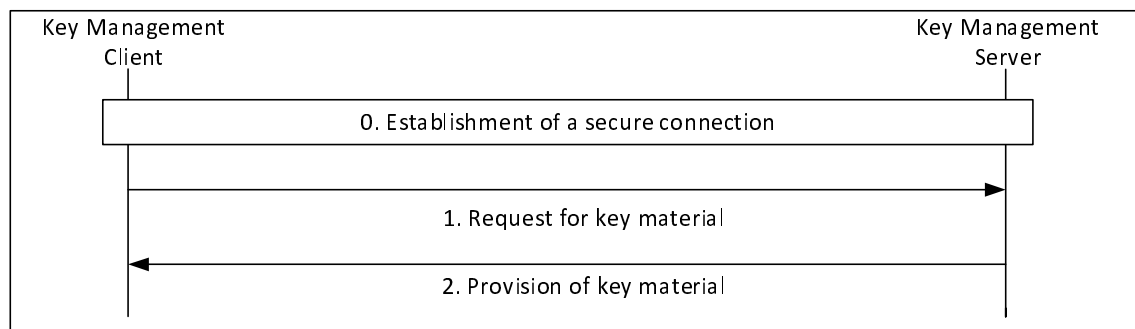 Key Management
Client
Key Management
Server
0. Establishment of a secure connection
1. Request for key material
2. Provision of key material